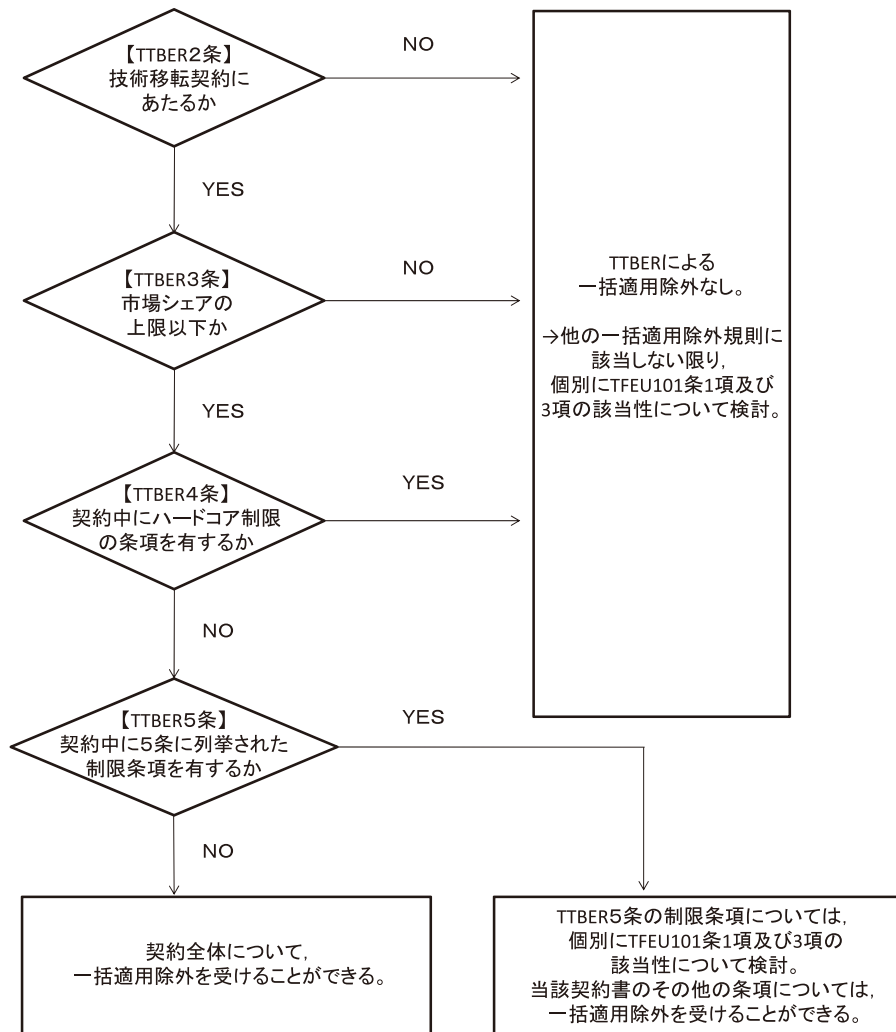 【TTBER２条】
技術移転契約に
あたるか
NO
YES
【TTBER３条】
市場シェアの
上限以下か
NO
TTBERによる
一括適用除外なし。
→他の一括適用除外規則に
該当しない限り，
個別にTFEU101条1項及び
3項の該当性について検討。
YES
【TTBER４条】
契約中にハードコア制限
の条項を有するか
YES
NO
【TTBER５条】
契約中に５条に列挙された
制限条項を有するか
YES
NO
契約全体について，
一括適用除外を受けることができる。
TTBER５条の制限条項については，
個別にTFEU101条1項及び3項の
該当性について検討。
当該契約書のその他の条項については，
一括適用除外を受けることができる。